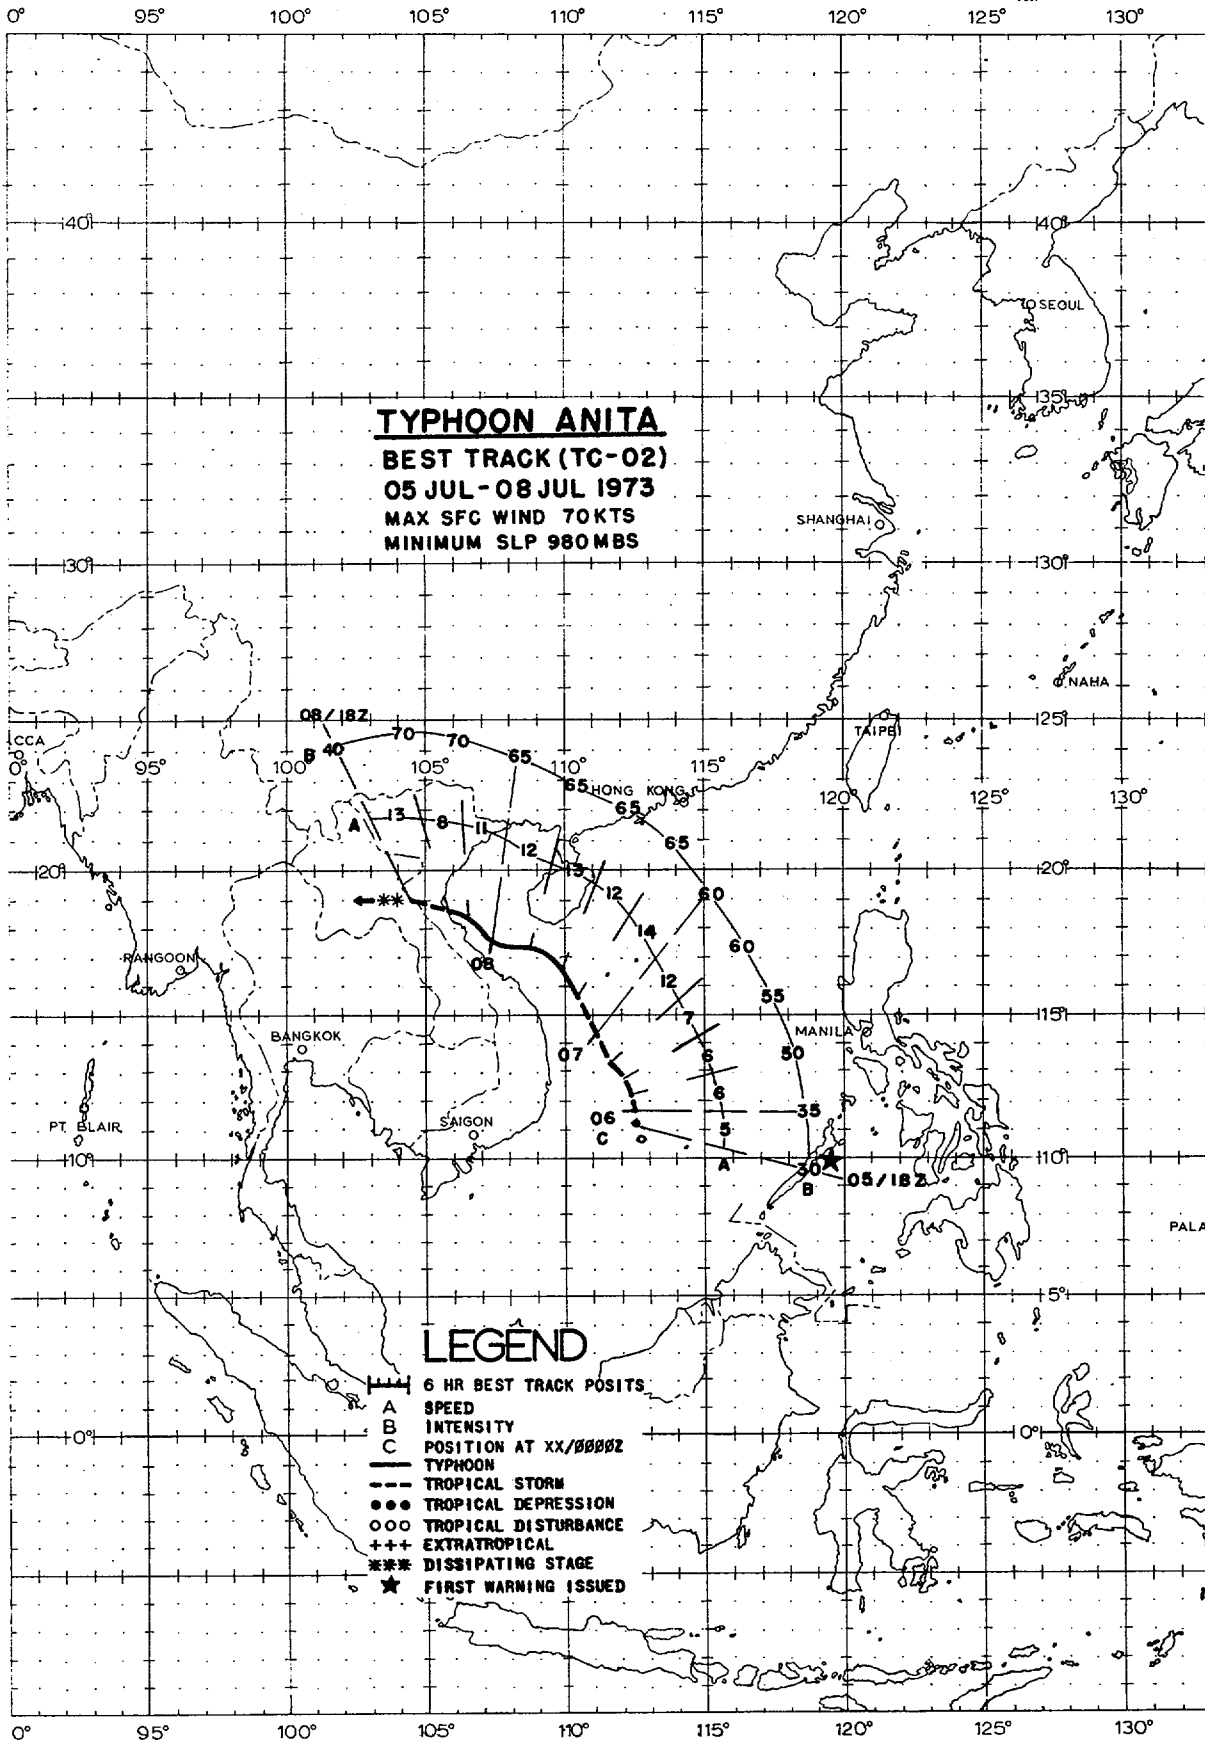 0° 95° 100° 105° 110° 115° 120° 125° 130°
40° 40°
SEOUL
35°
TYPHOON ANITA
BEST TRACK (TC-02)
05 JUL-08 JUL 1973
MAX SFC WIND 70KTS
MINIMUM SLP 980MBS
SHANGHAI
30° 30°
NAHA
08/18Z
25°
TAIPEI
CCA
B 40 70 70 65 65 65 65 60 60 55 50 35 30 B
0° 95° 100° 105° 110° 115° 120° 125° 130°
HONG KONG
A 13 8 11 12 13 12 14 12 7 6 6 5 A
20° 20°
***
08
RANGOON
15°
BANGKOK
MANILA
07
06
C
PT. BLAIR
SAIGON
10° 10°
05/18Z
PALA
5°
LEGEND
6 HR BEST TRACK POSITS
A SPEED
B INTENSITY
C POSITION AT XX/0000Z
TYPHOON
TROPICAL STORM
TROPICAL DEPRESSION
OOO TROPICAL DISTURBANCE
+++ EXTRATROPICAL
*** DISSIPATING STAGE
★ FIRST WARNING ISSUED
0° 0°
0° 95° 100° 105° 110° 115° 120° 125° 130°